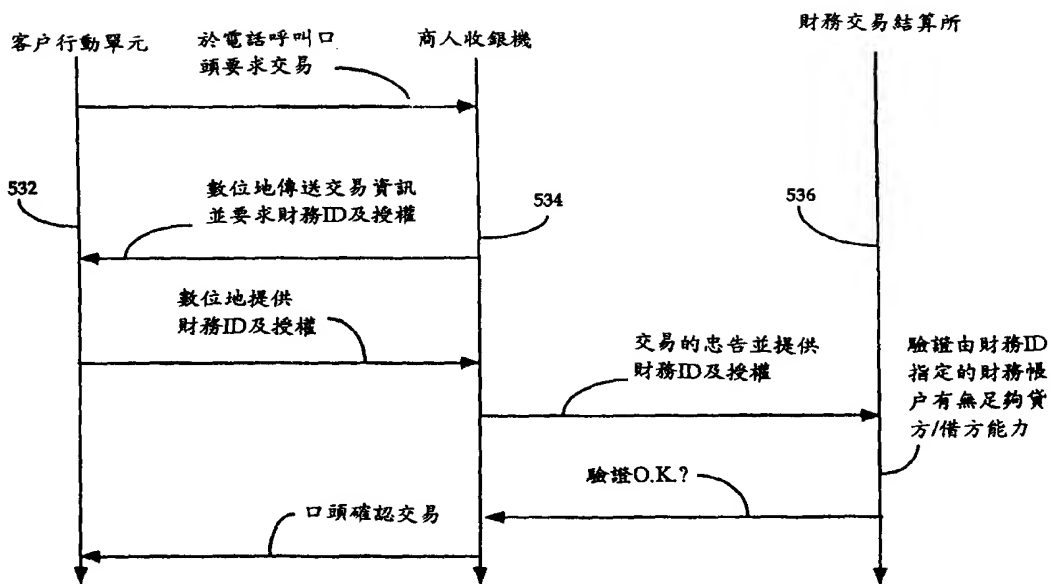 客户行動單元
於電話呼叫口
頭要求交易
商人收銀機
財務交易結算所
532
數位地傳送交易資訊
並要求財務ID及授權
534
536
數位地提供
財務ID及授權
交易的忠告並提供
財務ID及授權
驗證由財務ID
指定的財務帳
户有無足夠貸
方/借方能力
驗證O.K.?
口頭確認交易